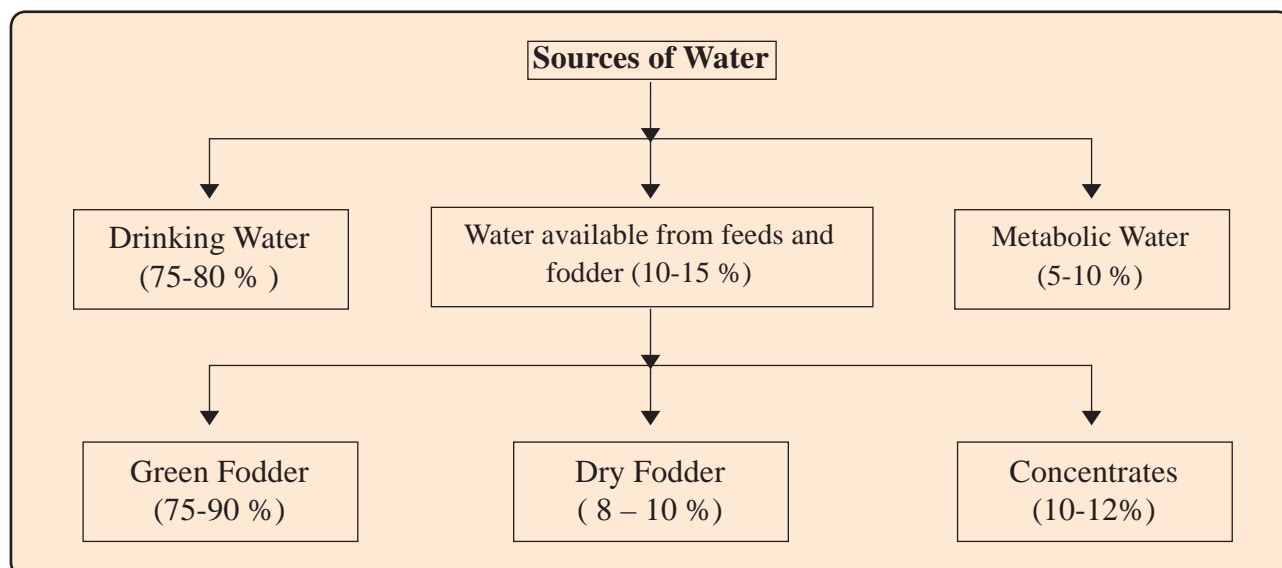 Sources of Water
Drinking Water
(75-80 % )
Water available from feeds and
fodder (10-15 %)
Metabolic Water
(5-10 %)
Green Fodder
(75-90 %)
Dry Fodder
( 8 – 10 %)
Concentrates
(10-12%)